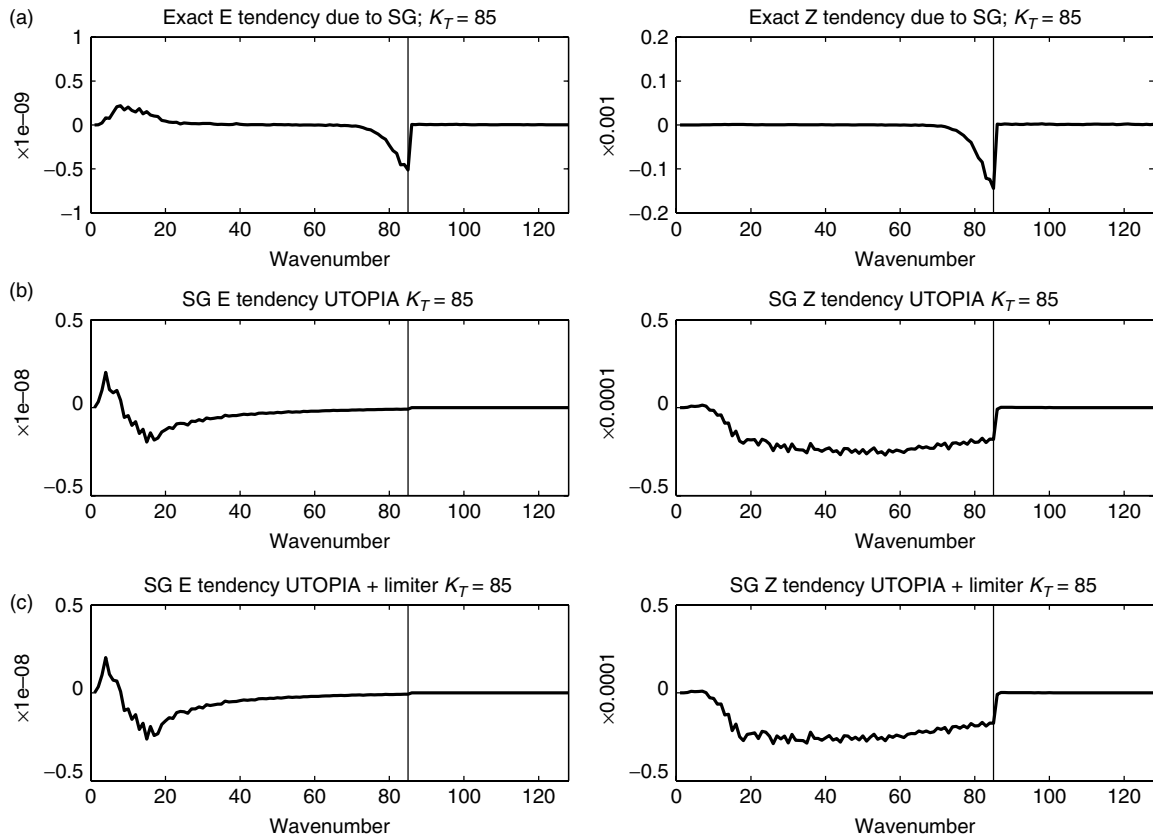 (a)
Exact E tendency due to SG; K_T = 85
1
0.5
0
−0.5
−1
×1e−09
0 20 40 60 80 100 120
Wavenumber
Exact Z tendency due to SG; K_T = 85
0.2
0.1
0
−0.1
−0.2
×0.001
0 20 40 60 80 100 120
Wavenumber
(b)
SG E tendency UTOPIA K_T = 85
0.5
0
−0.5
×1e−08
0 20 40 60 80 100 120
Wavenumber
SG Z tendency UTOPIA K_T = 85
0.5
0
−0.5
×0.0001
0 20 40 60 80 100 120
Wavenumber
(c)
SG E tendency UTOPIA + limiter K_T = 85
0.5
0
−0.5
×1e−08
0 20 40 60 80 100 120
Wavenumber
SG Z tendency UTOPIA + limiter K_T = 85
0.5
0
−0.5
×0.0001
0 20 40 60 80 100 120
Wavenumber